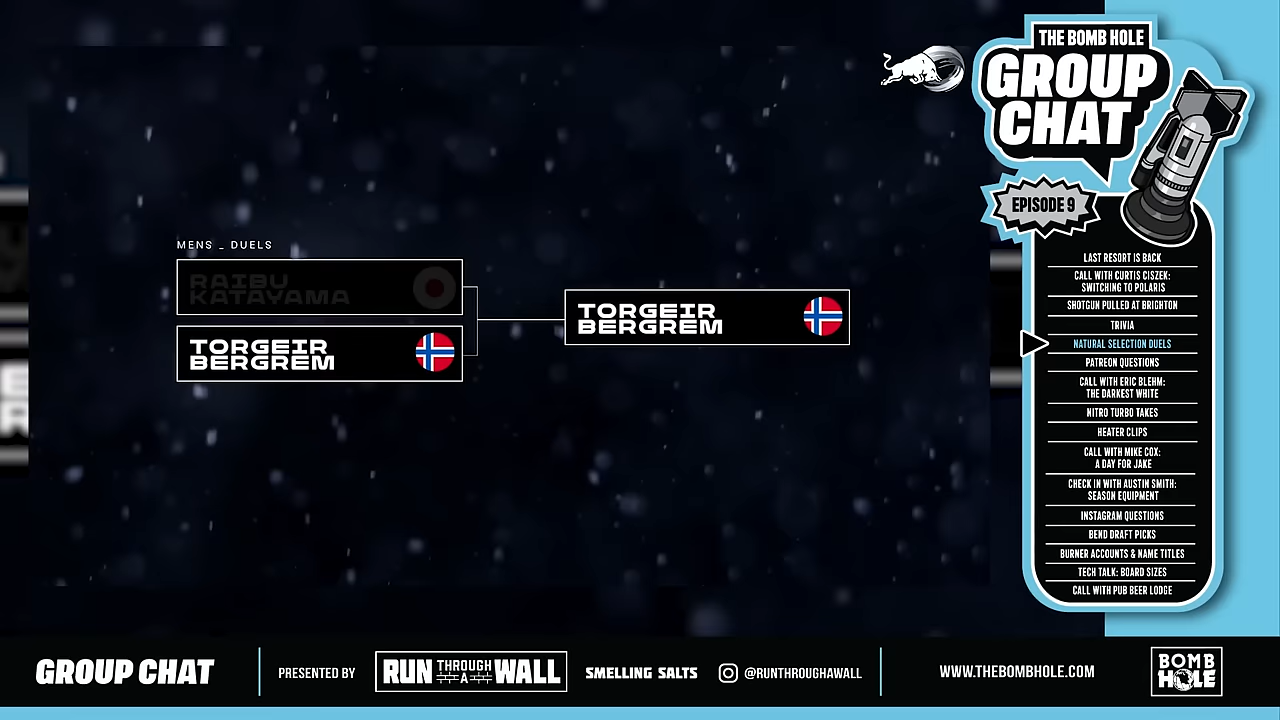 THE BOMB HOLE
GROUP
CHAT
EPISODE 9
MENS _ DUELS
RAIBU
KATAYAMA
TORGEIR
BERGREM
TORGEIR
BERGREM
LAST RESORT IS BACK
CALL WITH CURTIS CISZEK:
SWITCHING TO POLARIS
SHOTGUN PULLED AT BRIGHTON
TRIVIA
NATURAL SELECTION DUELS
PATREON QUESTIONS
CALL WITH ERIC BLEHM:
THE DARKEST WHITE
NITRO TURBO TAKES
HEATER CLIPS
CALL WITH MIKE COX:
A DAY FOR JAKE
CHECK IN WITH AUSTIN SMITH:
SEASON EQUIPMENT
INSTAGRAM QUESTIONS
BEND DRAFT PICKS
BURNER ACCOUNTS & NAME TITLES
TECH TALK: BOARD SIZES
CALL WITH PUB BEER LODGE
GROUP CHAT
PRESENTED BY
RUN THROUGH A WALL
SMELLING SALTS
@RUNTHROUGHAWALL
WWW.THEBOMBHOLE.COM
BOMB
HOLE